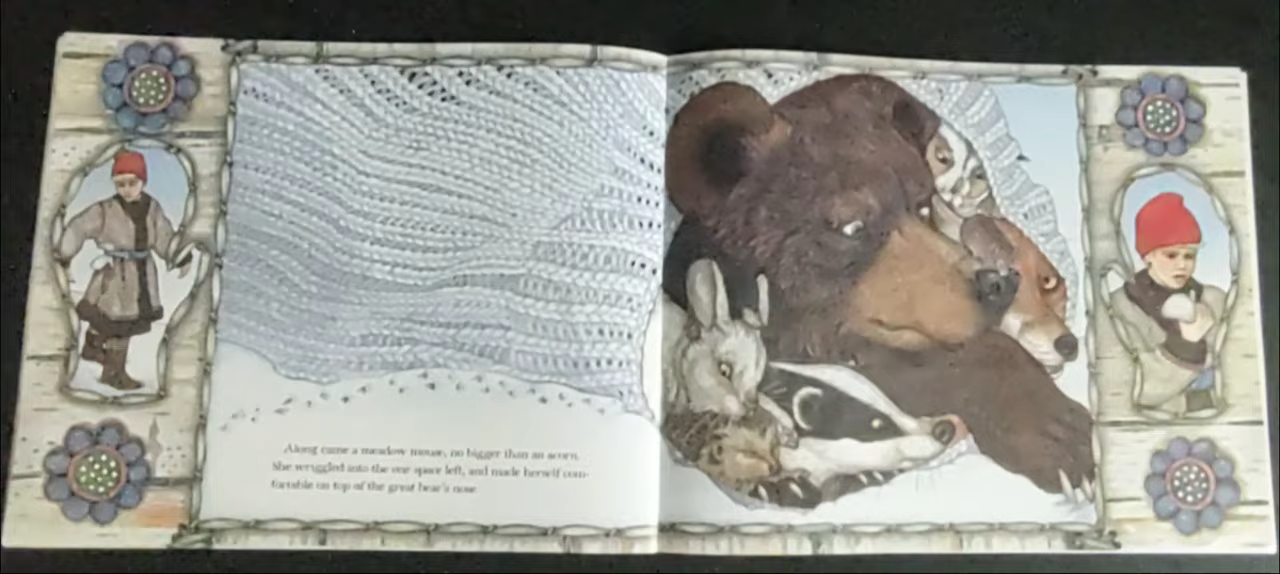 Along came a meadow mouse, no bigger than an acorn.
She wriggled into the one space left, and made herself com-
fortable on top of the great bear's nose.